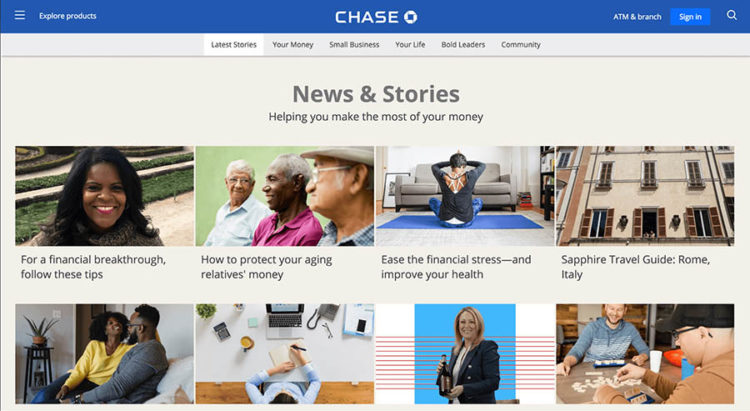 Explore products
CHASE
ATM & branch
Sign in
Latest Stories
Your Money
Small Business
Your Life
Bold Leaders
Community
News & Stories
Helping you make the most of your money
For a financial breakthrough,
follow these tips
How to protect your aging
relatives' money
Ease the financial stress—and
improve your health
Sapphire Travel Guide: Rome,
Italy